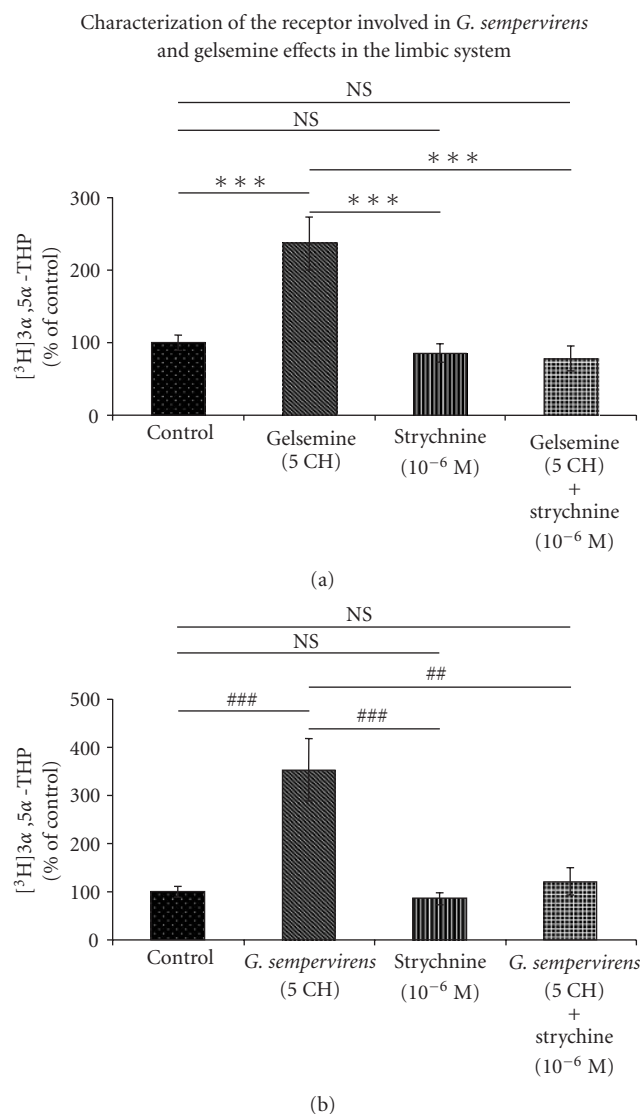 Characterization of the receptor involved in G. sempervirens
and gelsemine effects in the limbic system
NS
NS
∗ ∗ ∗
∗ ∗ ∗
∗ ∗ ∗
[³H]3α,5α-THP
(% of control)
300
200
100
0
Control
Gelsemine
(5 CH)
Strychnine
(10⁻⁶ M)
Gelsemine
(5 CH)
+
strychnine
(10⁻⁶ M)
(a)
NS
NS
##
###
###
[³H]3α,5α-THP
(% of control)
500
400
300
200
100
0
Control
G. sempervirens
(5 CH)
Strychnine
(10⁻⁶ M)
G. sempervirens
(5 CH)
+
strychine
(10⁻⁶ M)
(b)